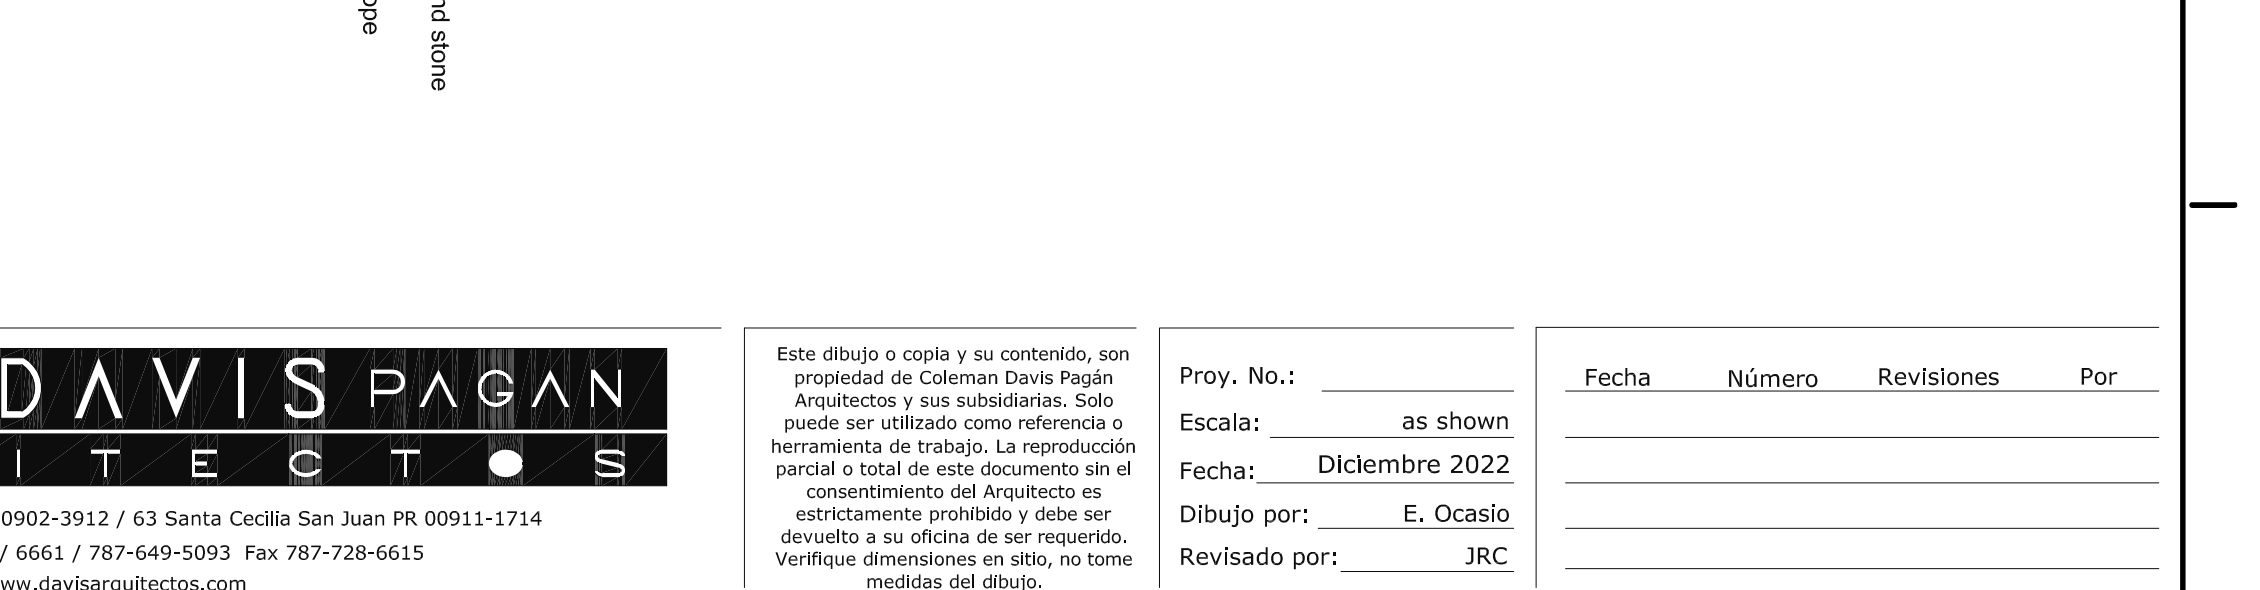 nd stone
DAVIS PAGAN
ITECTOS
0902-3912 / 63 Santa Cecilia San Juan PR 00911-1714
/ 6661 / 787-649-5093 Fax 787-728-6615
ww.davisarquitectos.com
Este dibujo o copia y su contenido, son
propiedad de Coleman Davis Pagán
Arquitectos y sus subsidiarias. Solo
puede ser utilizado como referencia o
herramienta de trabajo. La reproducción
parcial o total de este documento sin el
consentimiento del Arquitecto es
estrictamente prohibido y debe ser
devuelto a su oficina de ser requerido.
Verifique dimensiones en sitio, no tome
medidas del dibujo.
Proy. No.:
Escala: as shown
Fecha: Diciembre 2022
Dibujo por: E. Ocasio
Revisado por: JRC
Fecha Número Revisiones Por